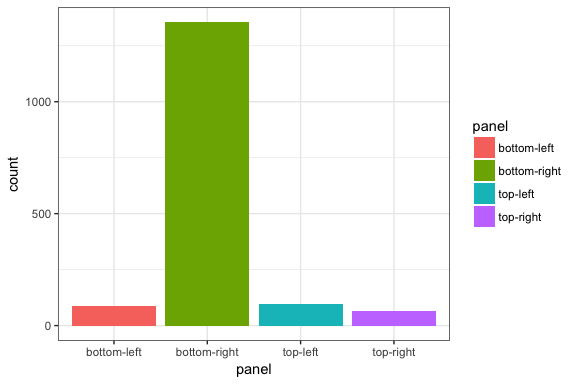 count
1000
500
0
bottom-left
bottom-right
top-left
top-right
panel
panel
bottom-left
bottom-right
top-left
top-right